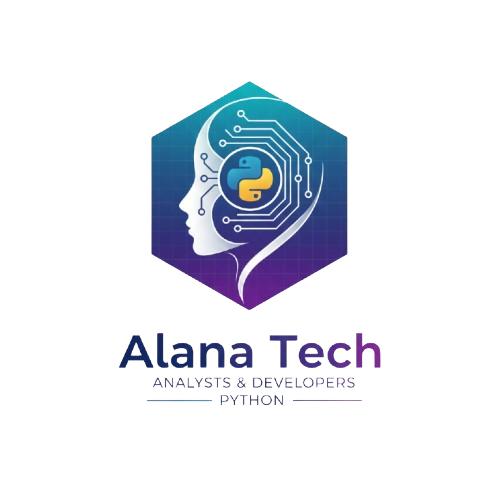 Alana Tech
ANALYSTS & DEVELOPERS
PYTHON